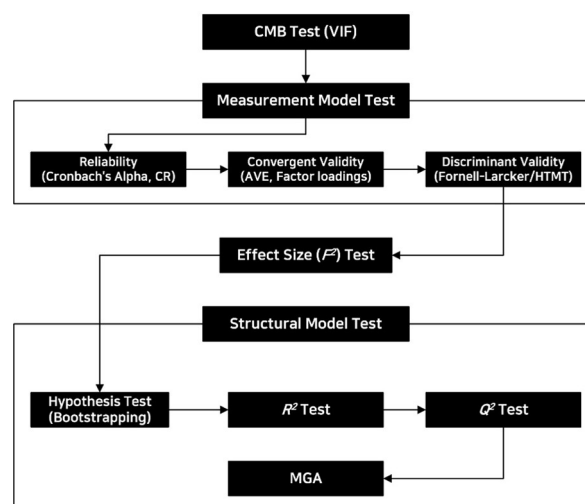 CMB Test (VIF)
Measurement Model Test
Reliability
(Cronbach's Alpha, CR)
Convergent Validity
(AVE, Factor loadings)
Discriminant Validity
(Fornell-Larcker/HTMT)
Effect Size (F²) Test
Structural Model Test
Hypothesis Test
(Bootstrapping)
R² Test
Q² Test
MGA